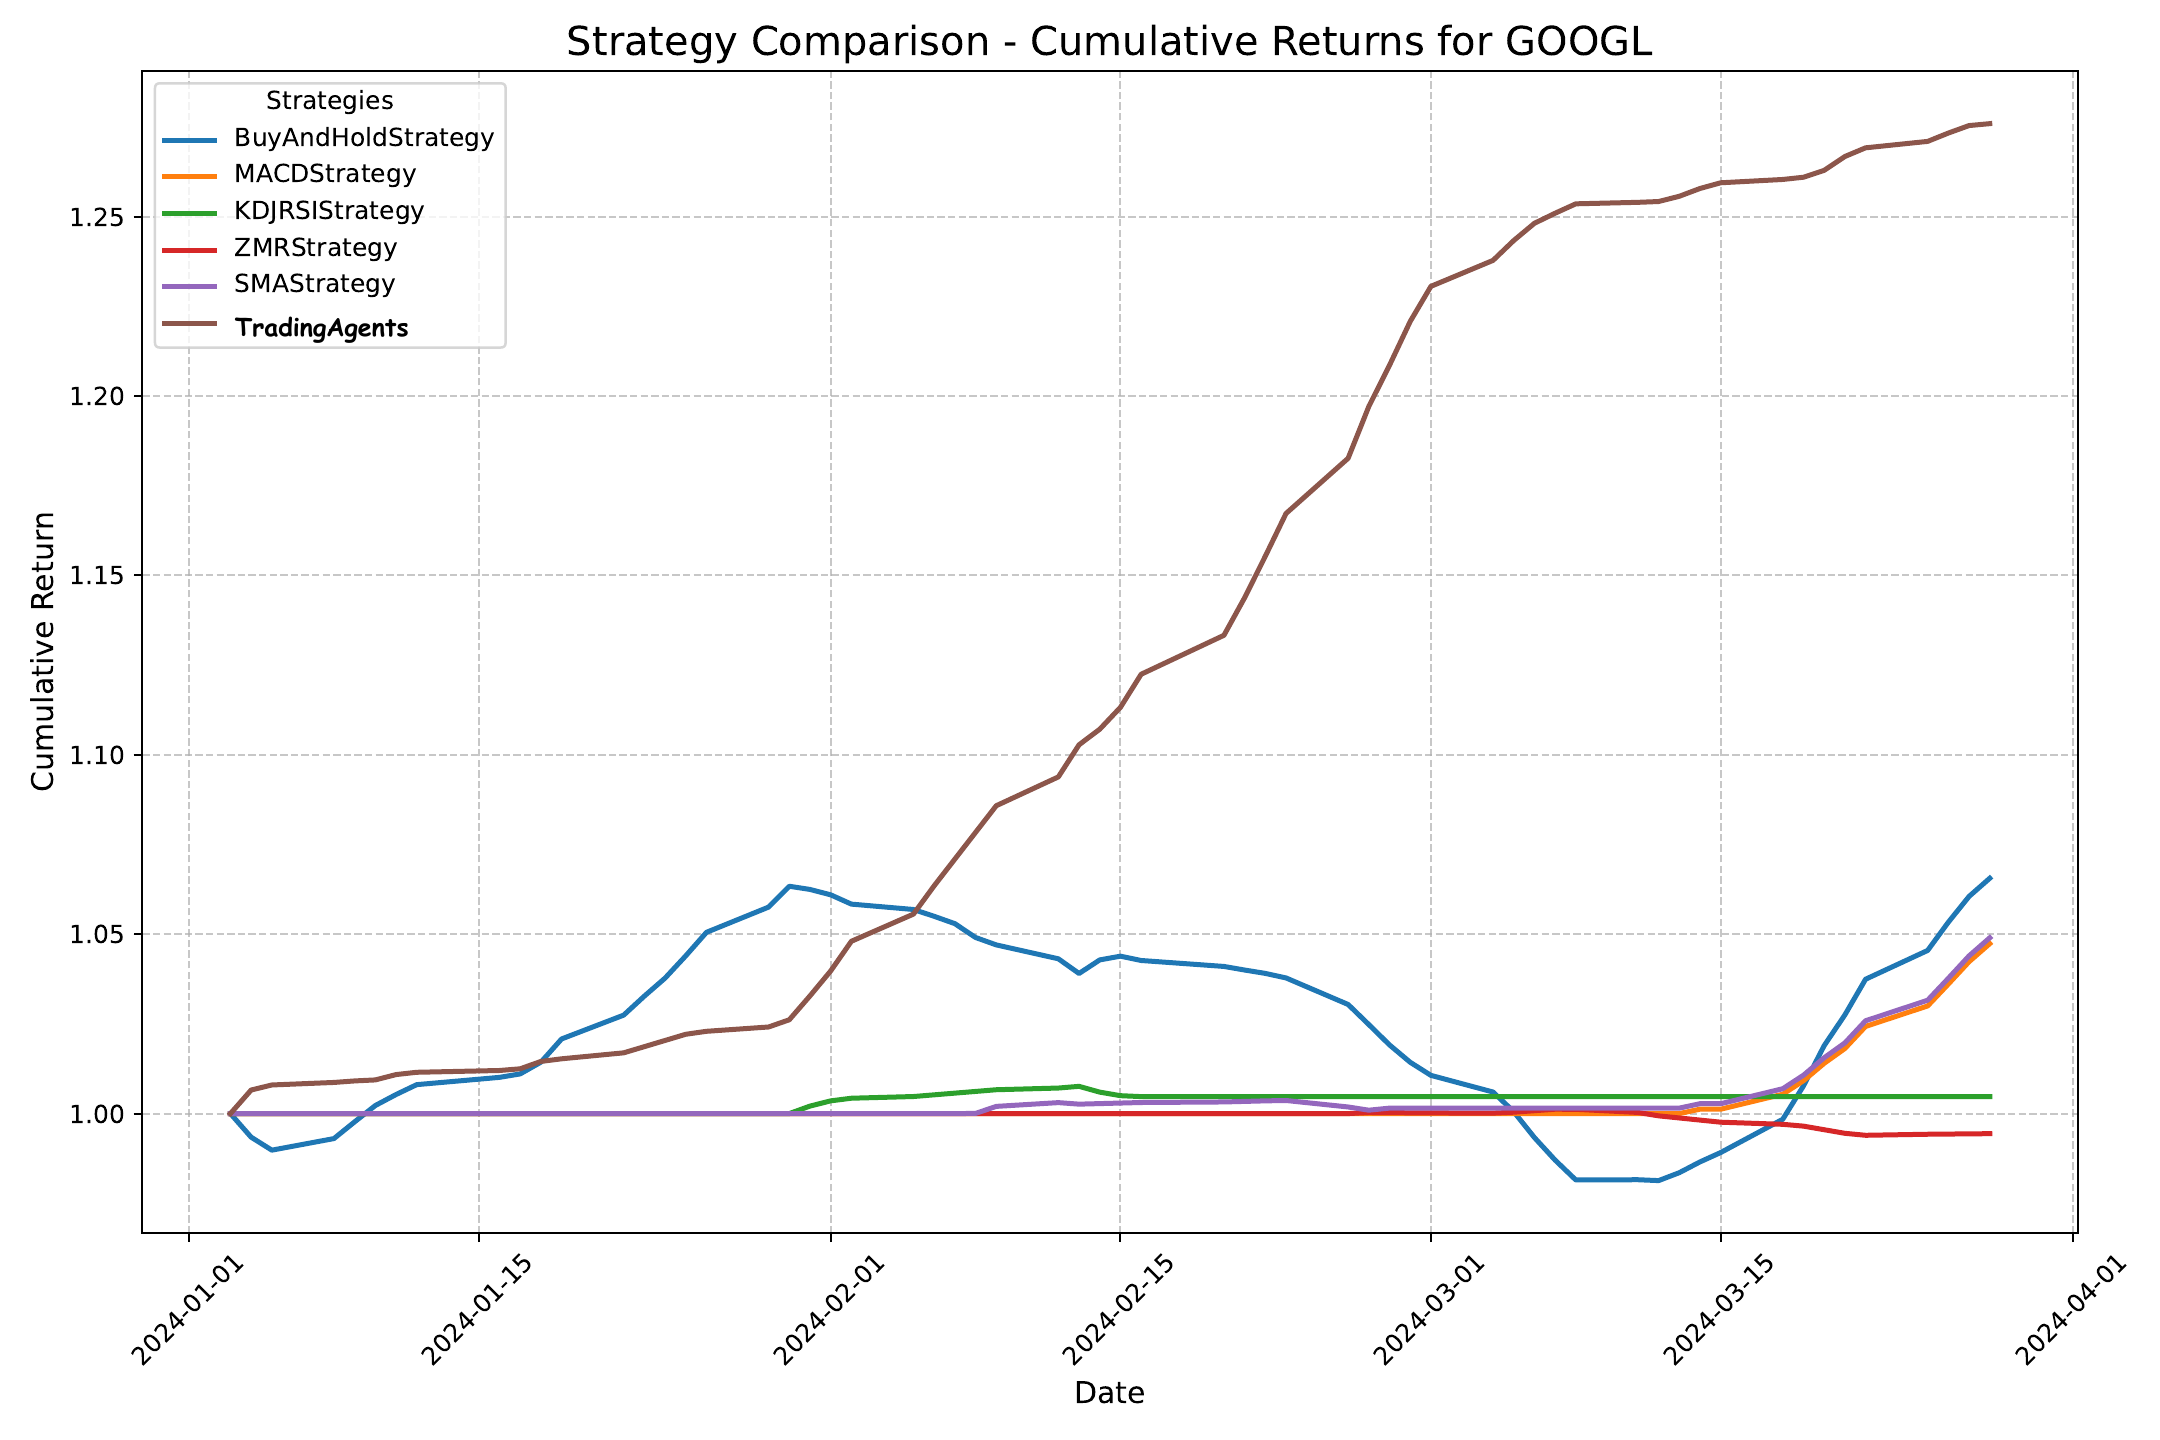 Strategy Comparison - Cumulative Returns for GOOGL
Strategies
BuyAndHoldStrategy
MACDStrategy
KDJRSIStrategy
ZMRStrategy
SMAStrategy
TradingAgents
Cumulative Return
1.25
1.20
1.15
1.10
1.05
1.00
2024-01-01
2024-01-15
2024-02-01
2024-02-15
2024-03-01
2024-03-15
2024-04-01
Date